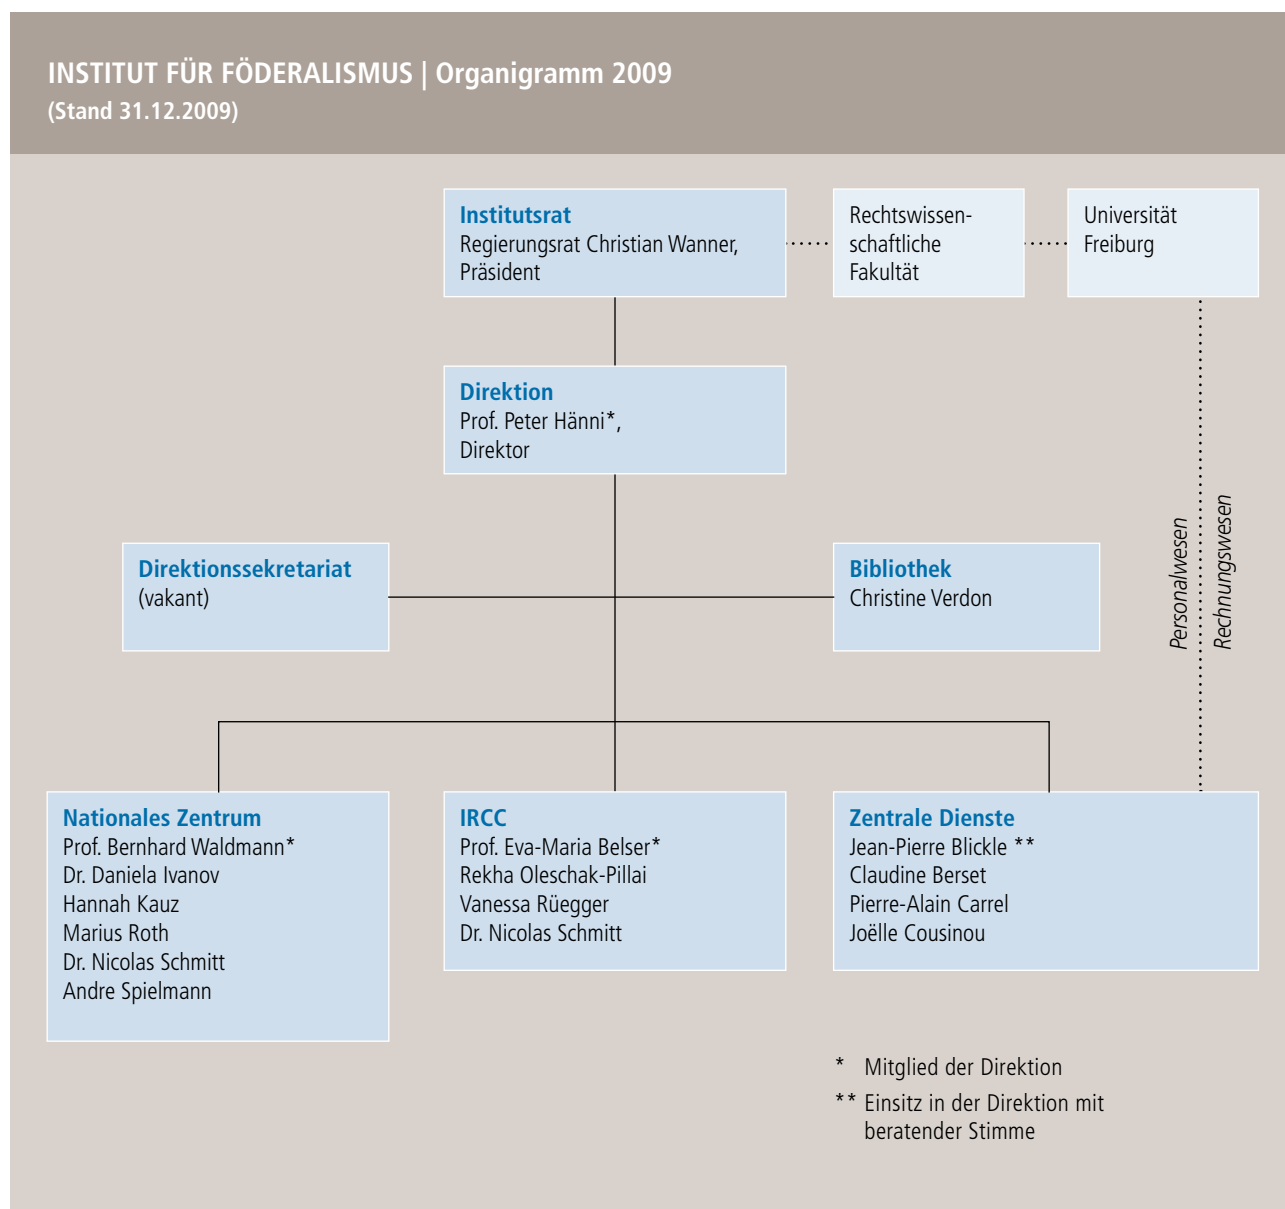 INSTITUT FÜR FÖDERALISMUS | Organigramm 2009
(Stand 31.12.2009)
Institutsrat
Regierungsrat Christian Wanner,
Präsident
Rechtswissen-
schaftliche
Fakultät
Universität
Freiburg
Direktion
Prof. Peter Hänni*,
Direktor
Direktionssekretariat
(vakant)
Bibliothek
Christine Verdon
Personalwesen
Rechnungswesen
Nationales Zentrum
Prof. Bernhard Waldmann*
Dr. Daniela Ivanov
Hannah Kauz
Marius Roth
Dr. Nicolas Schmitt
Andre Spielmann
IRCC
Prof. Eva-Maria Belser*
Rekha Oleschak-Pillai
Vanessa Rüegger
Dr. Nicolas Schmitt
Zentrale Dienste
Jean-Pierre Blickle **
Claudine Berset
Pierre-Alain Carrel
Joëlle Cousinou
* Mitglied der Direktion
** Einsitz in der Direktion mit
beratender Stimme